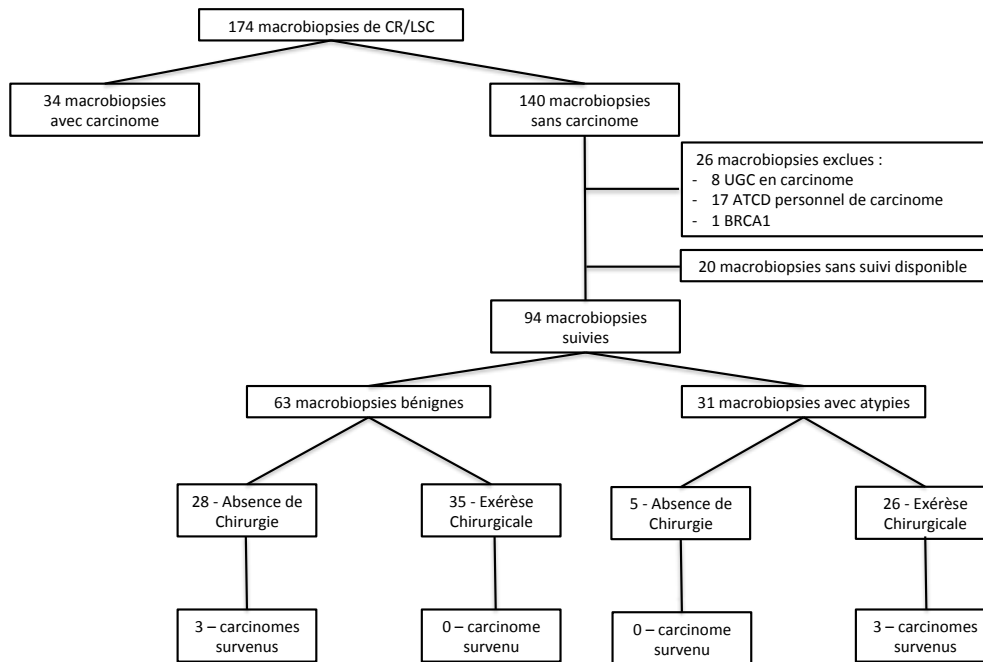 174 macrobiopsies de CR/LSC
34 macrobiopsies
avec carcinome
140 macrobiopsies
sans carcinome
26 macrobiopsies exclues :
- 8 UGC en carcinome
- 17 ATCD personnel de carcinome
- 1 BRCA1
20 macrobiopsies sans suivi disponible
94 macrobiopsies
suivies
63 macrobiopsies bénignes
31 macrobiopsies avec atypies
28 - Absence de
Chirurgie
35 - Exérèse
Chirurgicale
5 - Absence de
Chirurgie
26 - Exérèse
Chirurgicale
3 – carcinomes
survenus
0 – carcinome
survenu
0 – carcinome
survenu
3 – carcinomes
survenus